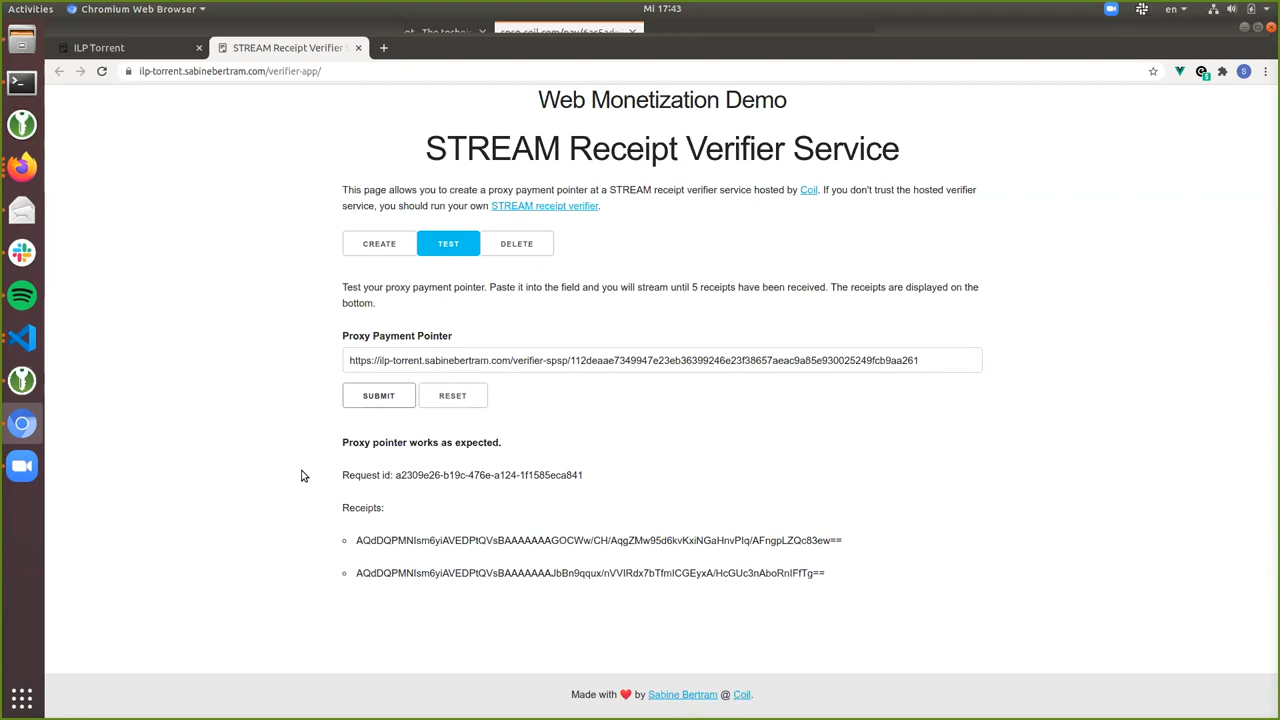 Activities
Chromium Web Browser
Mi 17:43
en
ILP Torrent
STREAM Receipt Verifier
ilp-torrent.sabinebertram.com/verifier-app/
Web Monetization Demo
STREAM Receipt Verifier Service
This page allows you to create a proxy payment pointer at a STREAM receipt verifier service hosted by Coil. If you don't trust the hosted verifier
service, you should run your own STREAM receipt verifier.
CREATE
TEST
DELETE
Test your proxy payment pointer. Paste it into the field and you will stream until 5 receipts have been received. The receipts are displayed on the
bottom.
Proxy Payment Pointer
https://ilp-torrent.sabinebertram.com/verifier-spsp/112deaae7349947e23eb36399246e23f38657aeac9a85e930025249fcb9aa261
SUBMIT
RESET
Proxy pointer works as expected.
Request id: a2309e26-b19c-476e-a124-1f1585eca841
Receipts:
AQdDQPMNIsm6yiAVEDPtQVsBAAAAAAAGOCWw/CH/AqgZMw95d6kvKxiNGaHnvPIq/AFngpLZQc83ew==
AQdDQPMNIsm6yiAVEDPtQVsBAAAAAAAJbBn9qqux/nVVIRdx7bTfmICGEyxA/HcGUc3nAboRnIFfTg==
Made with ❤️ by Sabine Bertram @ Coil.